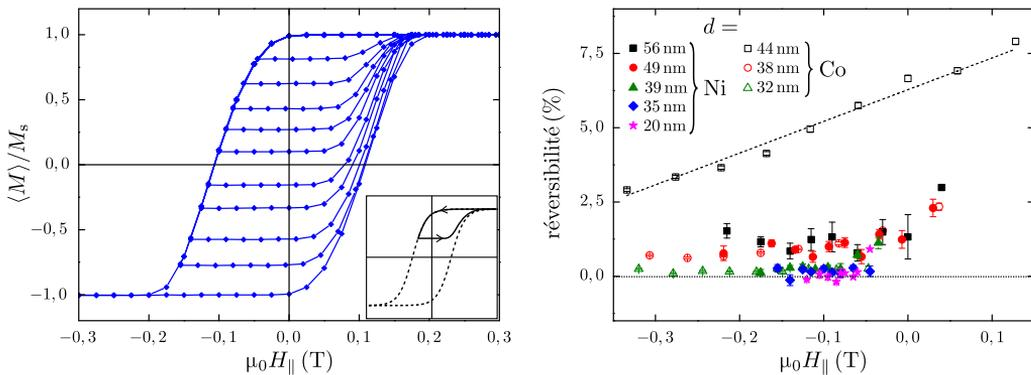 1,0
0,5
0,0
−0,5
−1,0
⟨M⟩/Mₛ
−0,3 −0,2 −0,1 0,0 0,1 0,2 0,3
µ₀H∥ (T)
d =
56 nm
49 nm
39 nm
35 nm
20 nm
Ni
44 nm
38 nm
32 nm
Co
7,5
5,0
2,5
0,0
réversibilité (%)
−0,3 −0,2 −0,1 0,0 0,1
µ₀H∥ (T)